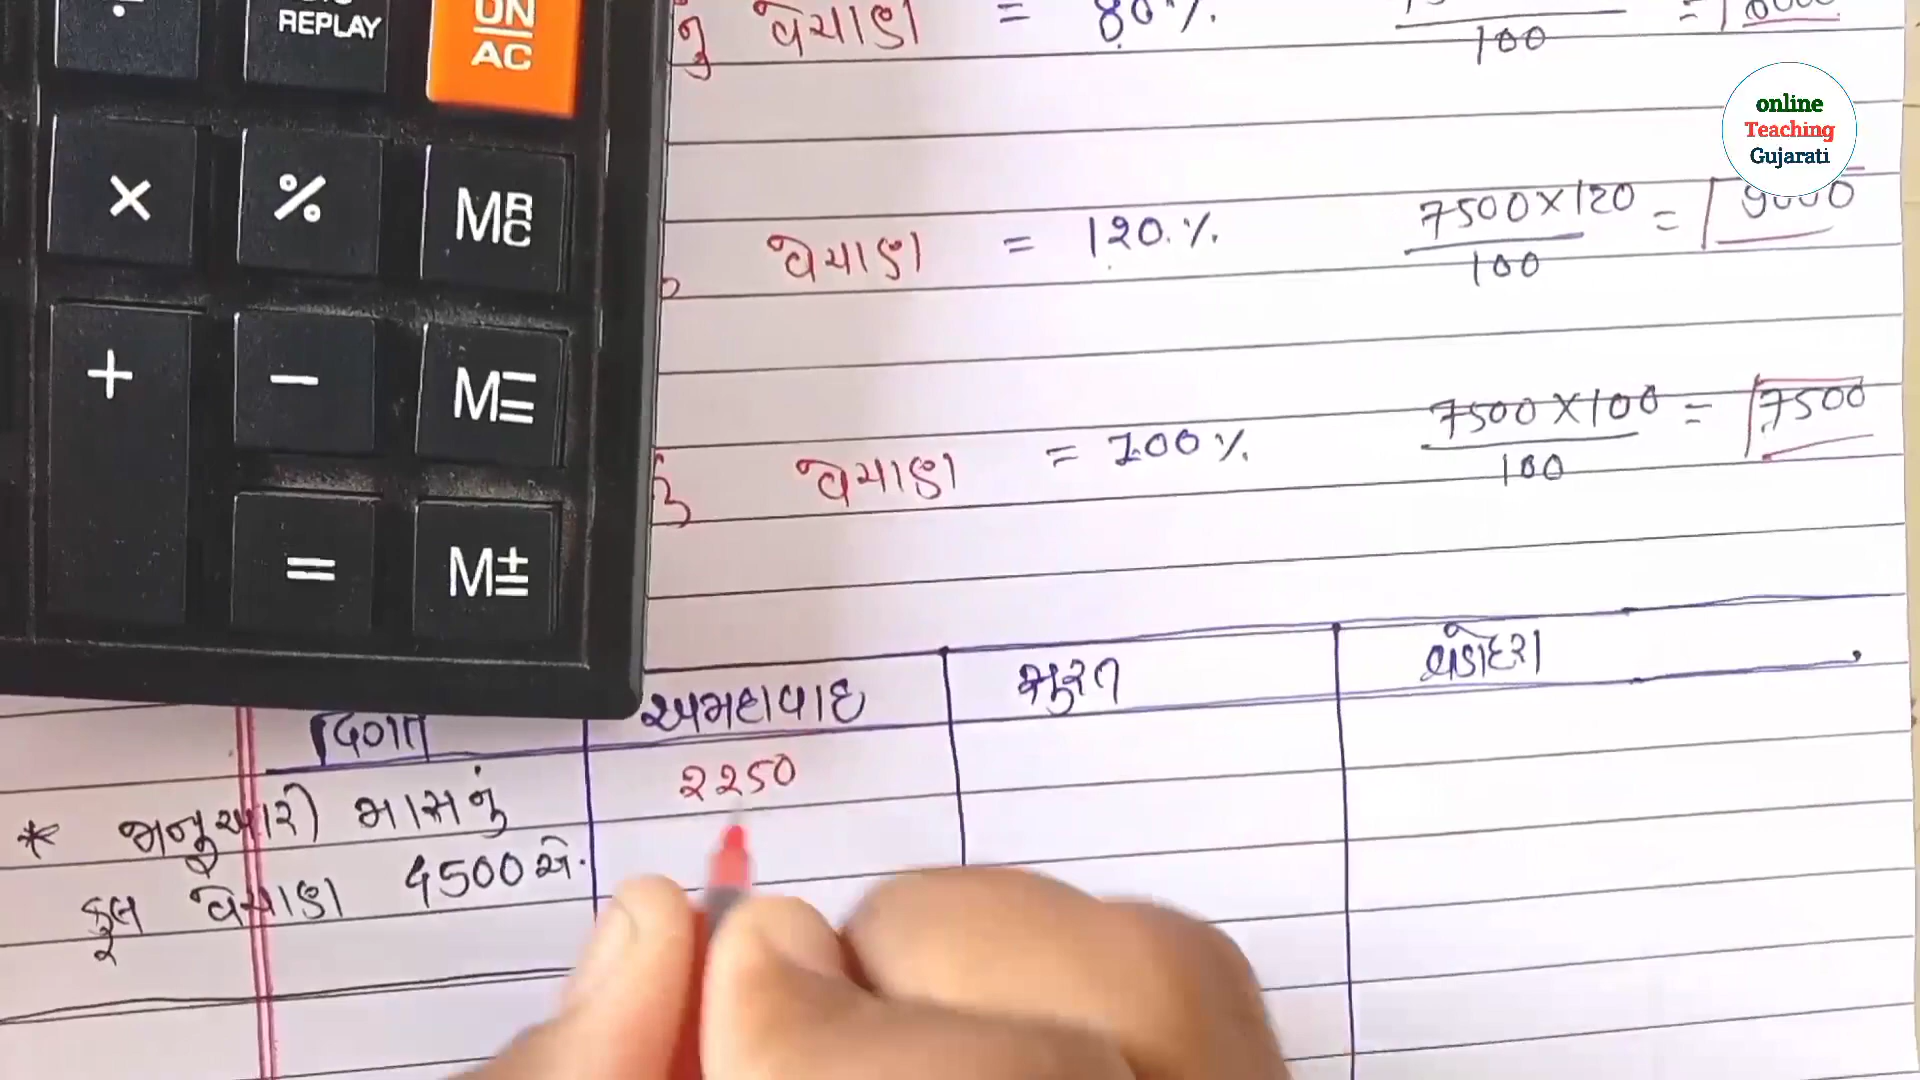 ÷ REPLAY ON AC
× % MRC
+ − M=
= M±
online
Teaching
Gujarati
નું વેચાણ = 80%.
100
વેચાણ = 120.%. 7500×120 = 9000
100
વેચાણ = 100%. 7500×100 = 7500
100
વિગત અમદાવાદ સુરત વડોદરા
* જાન્યુઆરી માસનું 2250
કુલ વેચાણ 4500 છે.